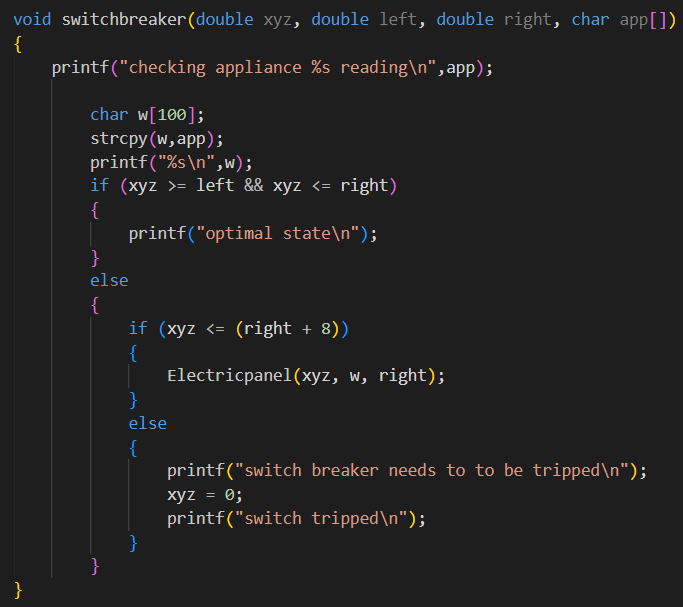 void switchbreaker(double xyz, double left, double right, char app[])
{
    printf("checking appliance %s reading\n",app);

        char w[100];
        strcpy(w,app);
        printf("%s\n",w);
        if (xyz >= left && xyz <= right)
        {
            printf("optimal state\n");
        }
        else
        {
            if (xyz <= (right + 8))
            {
                Electricpanel(xyz, w, right);
            }
            else
            {
                printf("switch breaker needs to to be tripped\n");
                xyz = 0;
                printf("switch tripped\n");
            }
        }
}